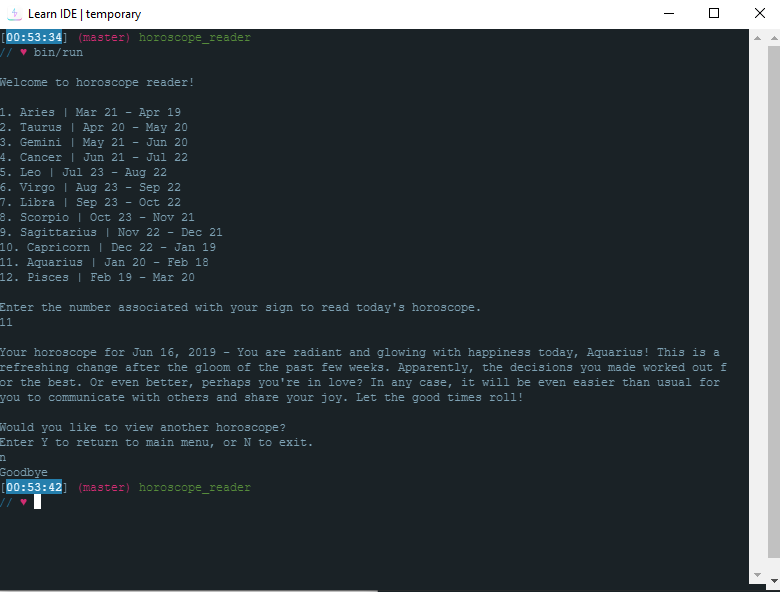 Learn IDE | temporary
[00:53:34] (master) horoscope_reader
// ♥ bin/run
Welcome to horoscope reader!
1. Aries | Mar 21 - Apr 19
2. Taurus | Apr 20 - May 20
3. Gemini | May 21 - Jun 20
4. Cancer | Jun 21 - Jul 22
5. Leo | Jul 23 - Aug 22
6. Virgo | Aug 23 - Sep 22
7. Libra | Sep 23 - Oct 22
8. Scorpio | Oct 23 - Nov 21
9. Sagittarius | Nov 22 - Dec 21
10. Capricorn | Dec 22 - Jan 19
11. Aquarius | Jan 20 - Feb 18
12. Pisces | Feb 19 - Mar 20
Enter the number associated with your sign to read today's horoscope.
11
Your horoscope for Jun 16, 2019 - You are radiant and glowing with happiness today, Aquarius! This is a
refreshing change after the gloom of the past few weeks. Apparently, the decisions you made worked out f
or the best. Or even better, perhaps you're in love? In any case, it will be even easier than usual for
you to communicate with others and share your joy. Let the good times roll!
Would you like to view another horoscope?
Enter Y to return to main menu, or N to exit.
n
Goodbye
[00:53:42] (master) horoscope_reader
// ♥